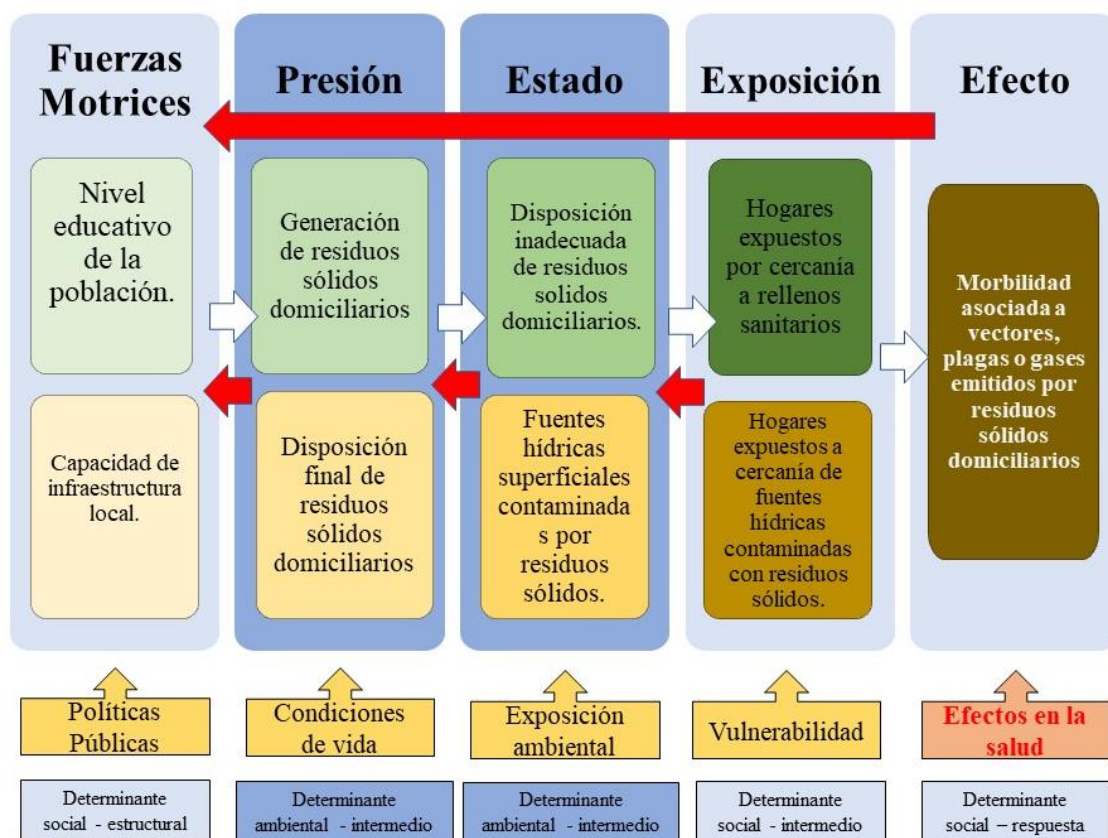 Fuerzas
Motrices
Presión
Estado
Exposición
Efecto
Nivel
educativo
de la
población.
Capacidad de
infraestructura
local.
Generación
de residuos
sólidos
domiciliarios
Disposición
final de
residuos
sólidos
domiciliarios
Disposición
inadecuada
de residuos
solidos
domiciliarios.
Fuentes
hídricas
superficiales
contaminada
s por
residuos
sólidos.
Hogares
expuestos
por cercanía
a rellenos
sanitarios
Hogares
expuestos a
cercanía de
fuentes
hídricas
contaminadas
con residuos
sólidos.
Morbilidad
asociada a
vectores,
plagas o gases
emitidos por
residuos
sólidos
domiciliarios
Políticas
Públicas
Condiciones
de vida
Exposición
ambiental
Vulnerabilidad
Efectos en la
salud
Determinante
social - estructural
Determinante
ambiental - intermedio
Determinante
ambiental - intermedio
Determinante
social - intermedio
Determinante
social – respuesta